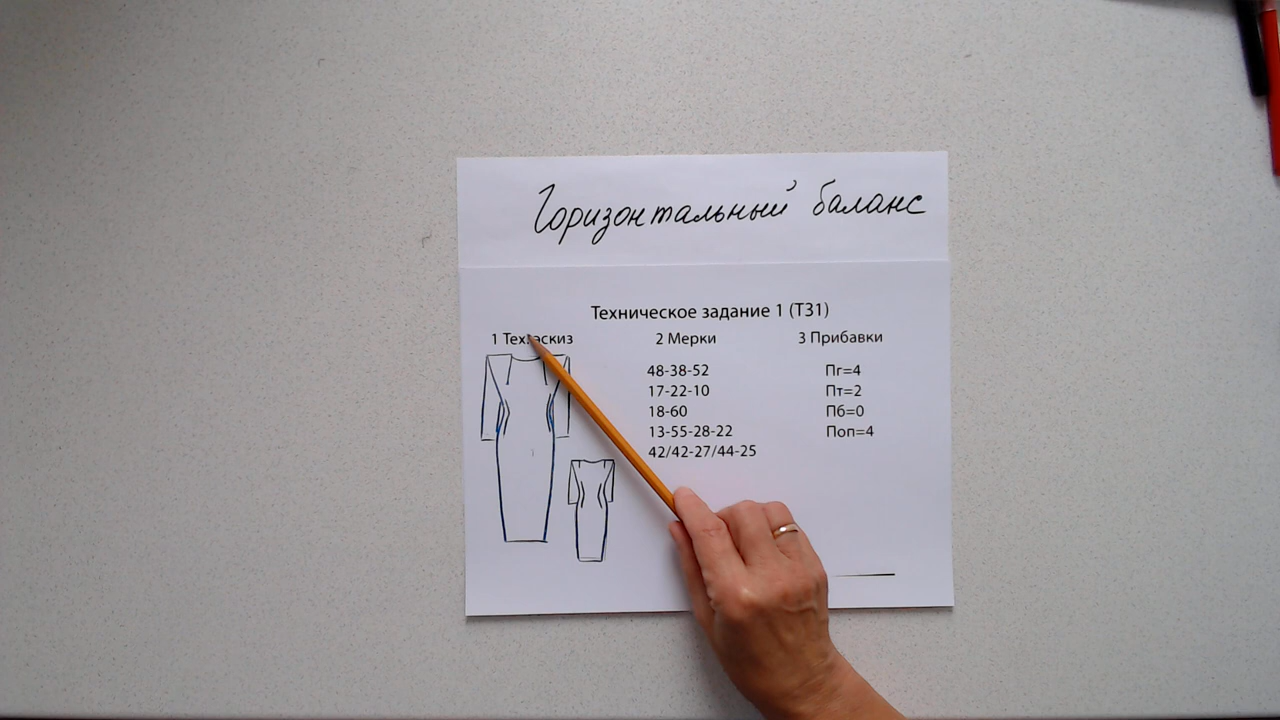 Горизонтальный баланс
Техническое задание 1 (ТЗ1)
1 Техэскиз
2 Мерки
3 Прибавки
48-38-52
17-22-10
18-60
13-55-28-22
42/42-27/44-25
Пг=4
Пт=2
Пб=0
Поп=4